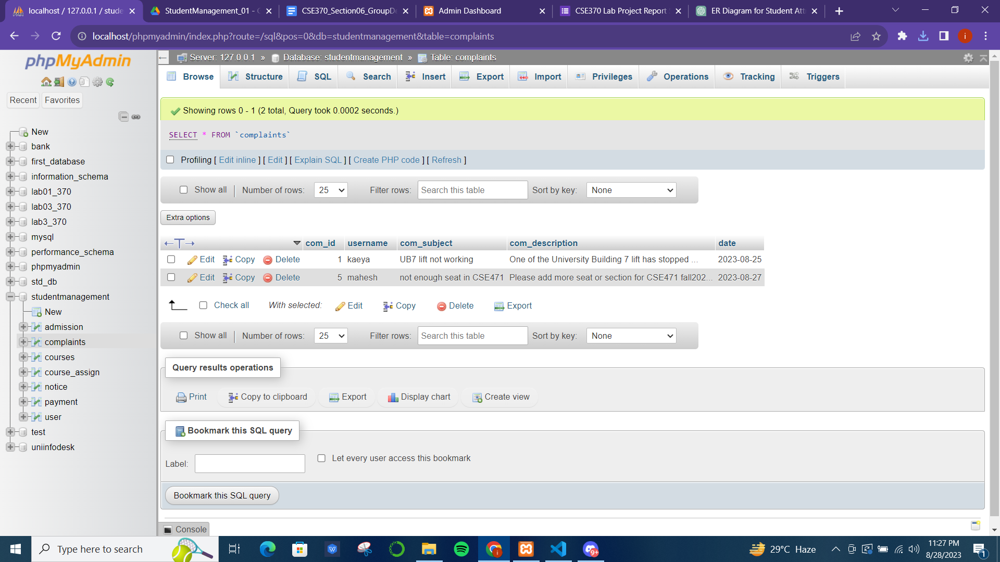 localhost / 127.0.0.1 / stude
StudentManagement_01 -
CSE370_Section06_GroupD
Admin Dashboard
CSE370 Lab Project Report
ER Diagram for Student Att
localhost/phpmyadmin/index.php?route=/sql&pos=0&db=studentmanagement&table=complaints
i
phpMyAdmin
Recent
Favorites
New
bank
first_database
information_schema
lab01_370
lab03_370
lab3_370
mysql
performance_schema
phpmyadmin
std_db
studentmanagement
New
admission
complaints
courses
course_assign
notice
payment
user
test
uniinfodesk
Server: 127.0.0.1 » Database: studentmanagement » Table: complaints
Browse
Structure
SQL
Search
Insert
Export
Import
Privileges
Operations
Tracking
Triggers
Showing rows 0 - 1 (2 total, Query took 0.0002 seconds.)
SELECT * FROM `complaints`
Profiling [ Edit inline ] [ Edit ] [ Explain SQL ] [ Create PHP code ] [ Refresh ]
Show all | Number of rows: 25 Filter rows: Search this table Sort by key: None
Extra options
com_id username com_subject com_description date
Edit Copy Delete 1 kaeya UB7 lift not working One of the University Building 7 lift has stopped ... 2023-08-25
Edit Copy Delete 5 mahesh not enough seat in CSE471 Please add more seat or section for CSE471 fall202... 2023-08-27
Check all With selected: Edit Copy Delete Export
Show all | Number of rows: 25 Filter rows: Search this table Sort by key: None
Query results operations
Print Copy to clipboard Export Display chart Create view
Bookmark this SQL query
Label: Let every user access this bookmark
Bookmark this SQL query
Console
Type here to search
9+
29°C Haze
11:27 PM
8/28/2023
1